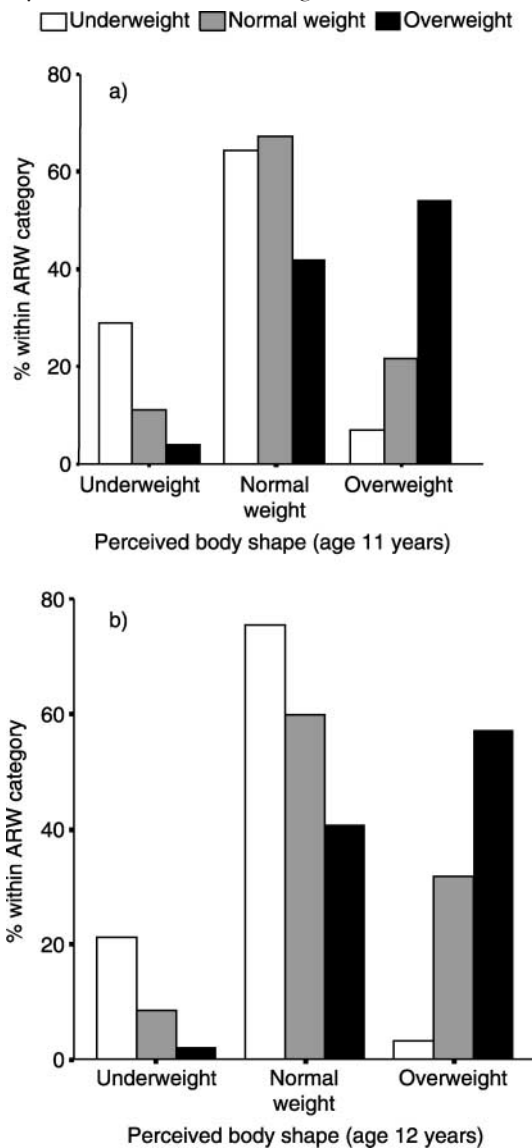 Underweight Normal weight Overweight
80
a)
60
40
20
0
% within ARW category
Underweight Normal Overweight
weight
Perceived body shape (age 11 years)
80
b)
60
40
20
0
% within ARW category
Underweight Normal Overweight
weight
Perceived body shape (age 12 years)